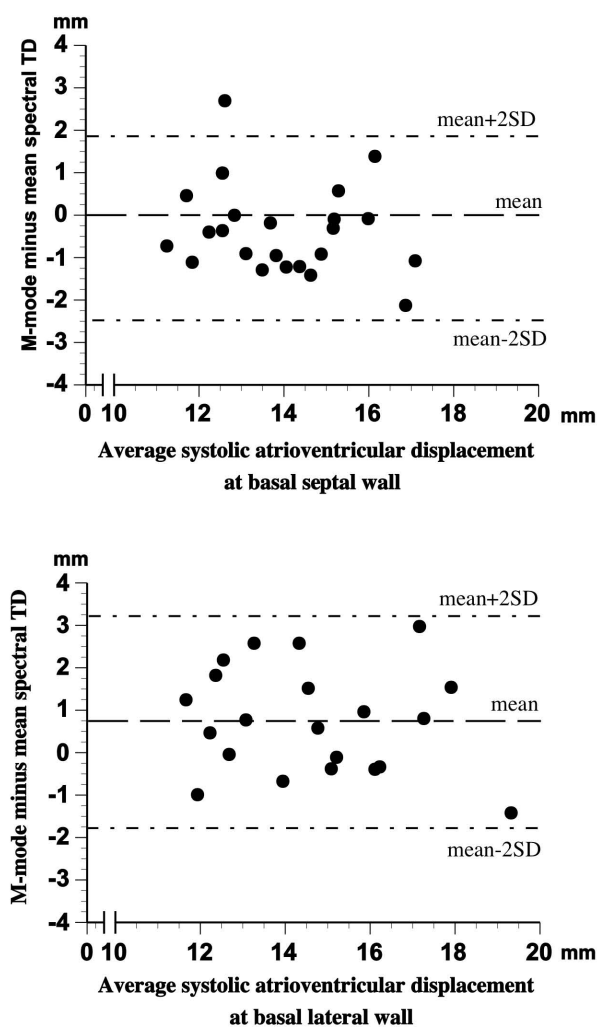 mm
4
3
2
1
0
-1
-2
-3
-4
M-mode minus mean spectral TD
mean+2SD
mean
mean-2SD
0 10 12 14 16 18 20 mm
Average systolic atrioventricular displacement
at basal septal wall
mm
4
3
2
1
0
-1
-2
-3
-4
M-mode minus mean spectral TD
mean+2SD
mean
mean-2SD
0 10 12 14 16 18 20 mm
Average systolic atrioventricular displacement
at basal lateral wall